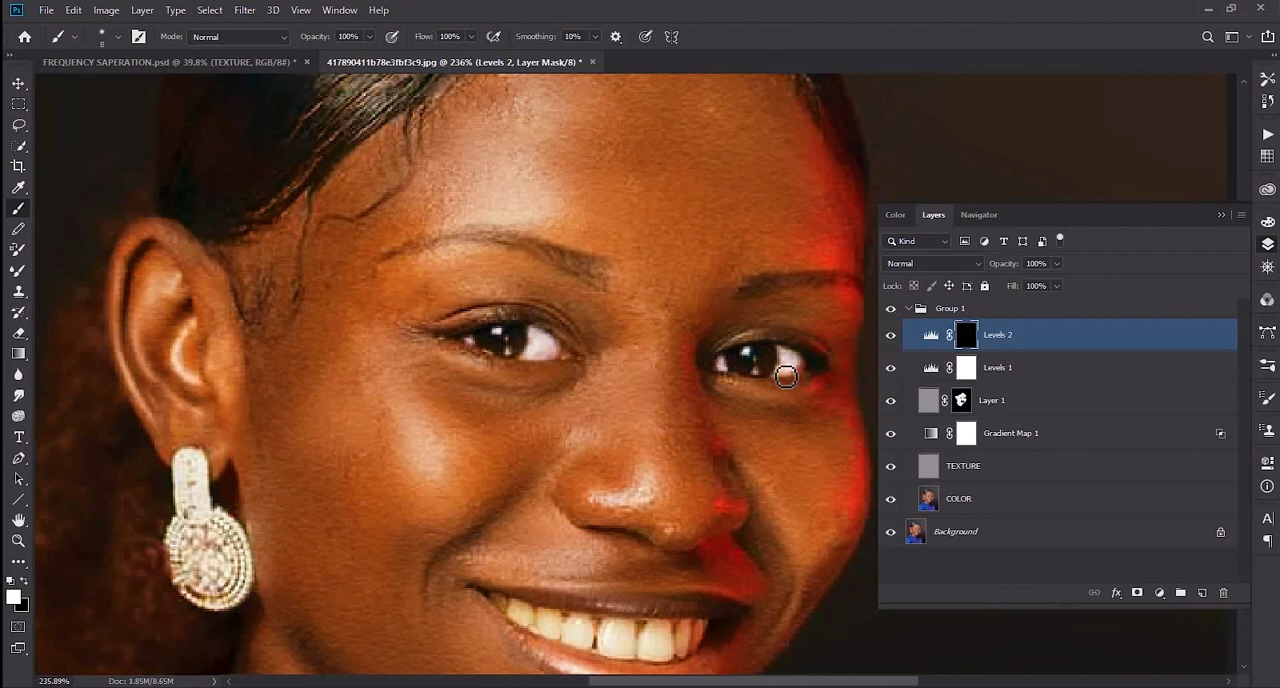 Ps File Edit Image Layer Type Select Filter 3D View Window Help
8 Mode: Normal Opacity: 100% Flow: 100% Smoothing: 10%
FREQUENCY SAPERATION.psd @ 39.8% (TEXTURE, RGB/8#) * × 417890411b78e3fbf3c9.jpg @ 236% (Levels 2, Layer Mask/8) * ×
Color Layers Navigator
Kind
Normal Opacity: 100%
Lock: Fill: 100%
Group 1
Levels 2
Levels 1
Layer 1
Gradient Map 1
TEXTURE
COLOR
Background
fx
235.89% Doc: 1.85M/8.65M